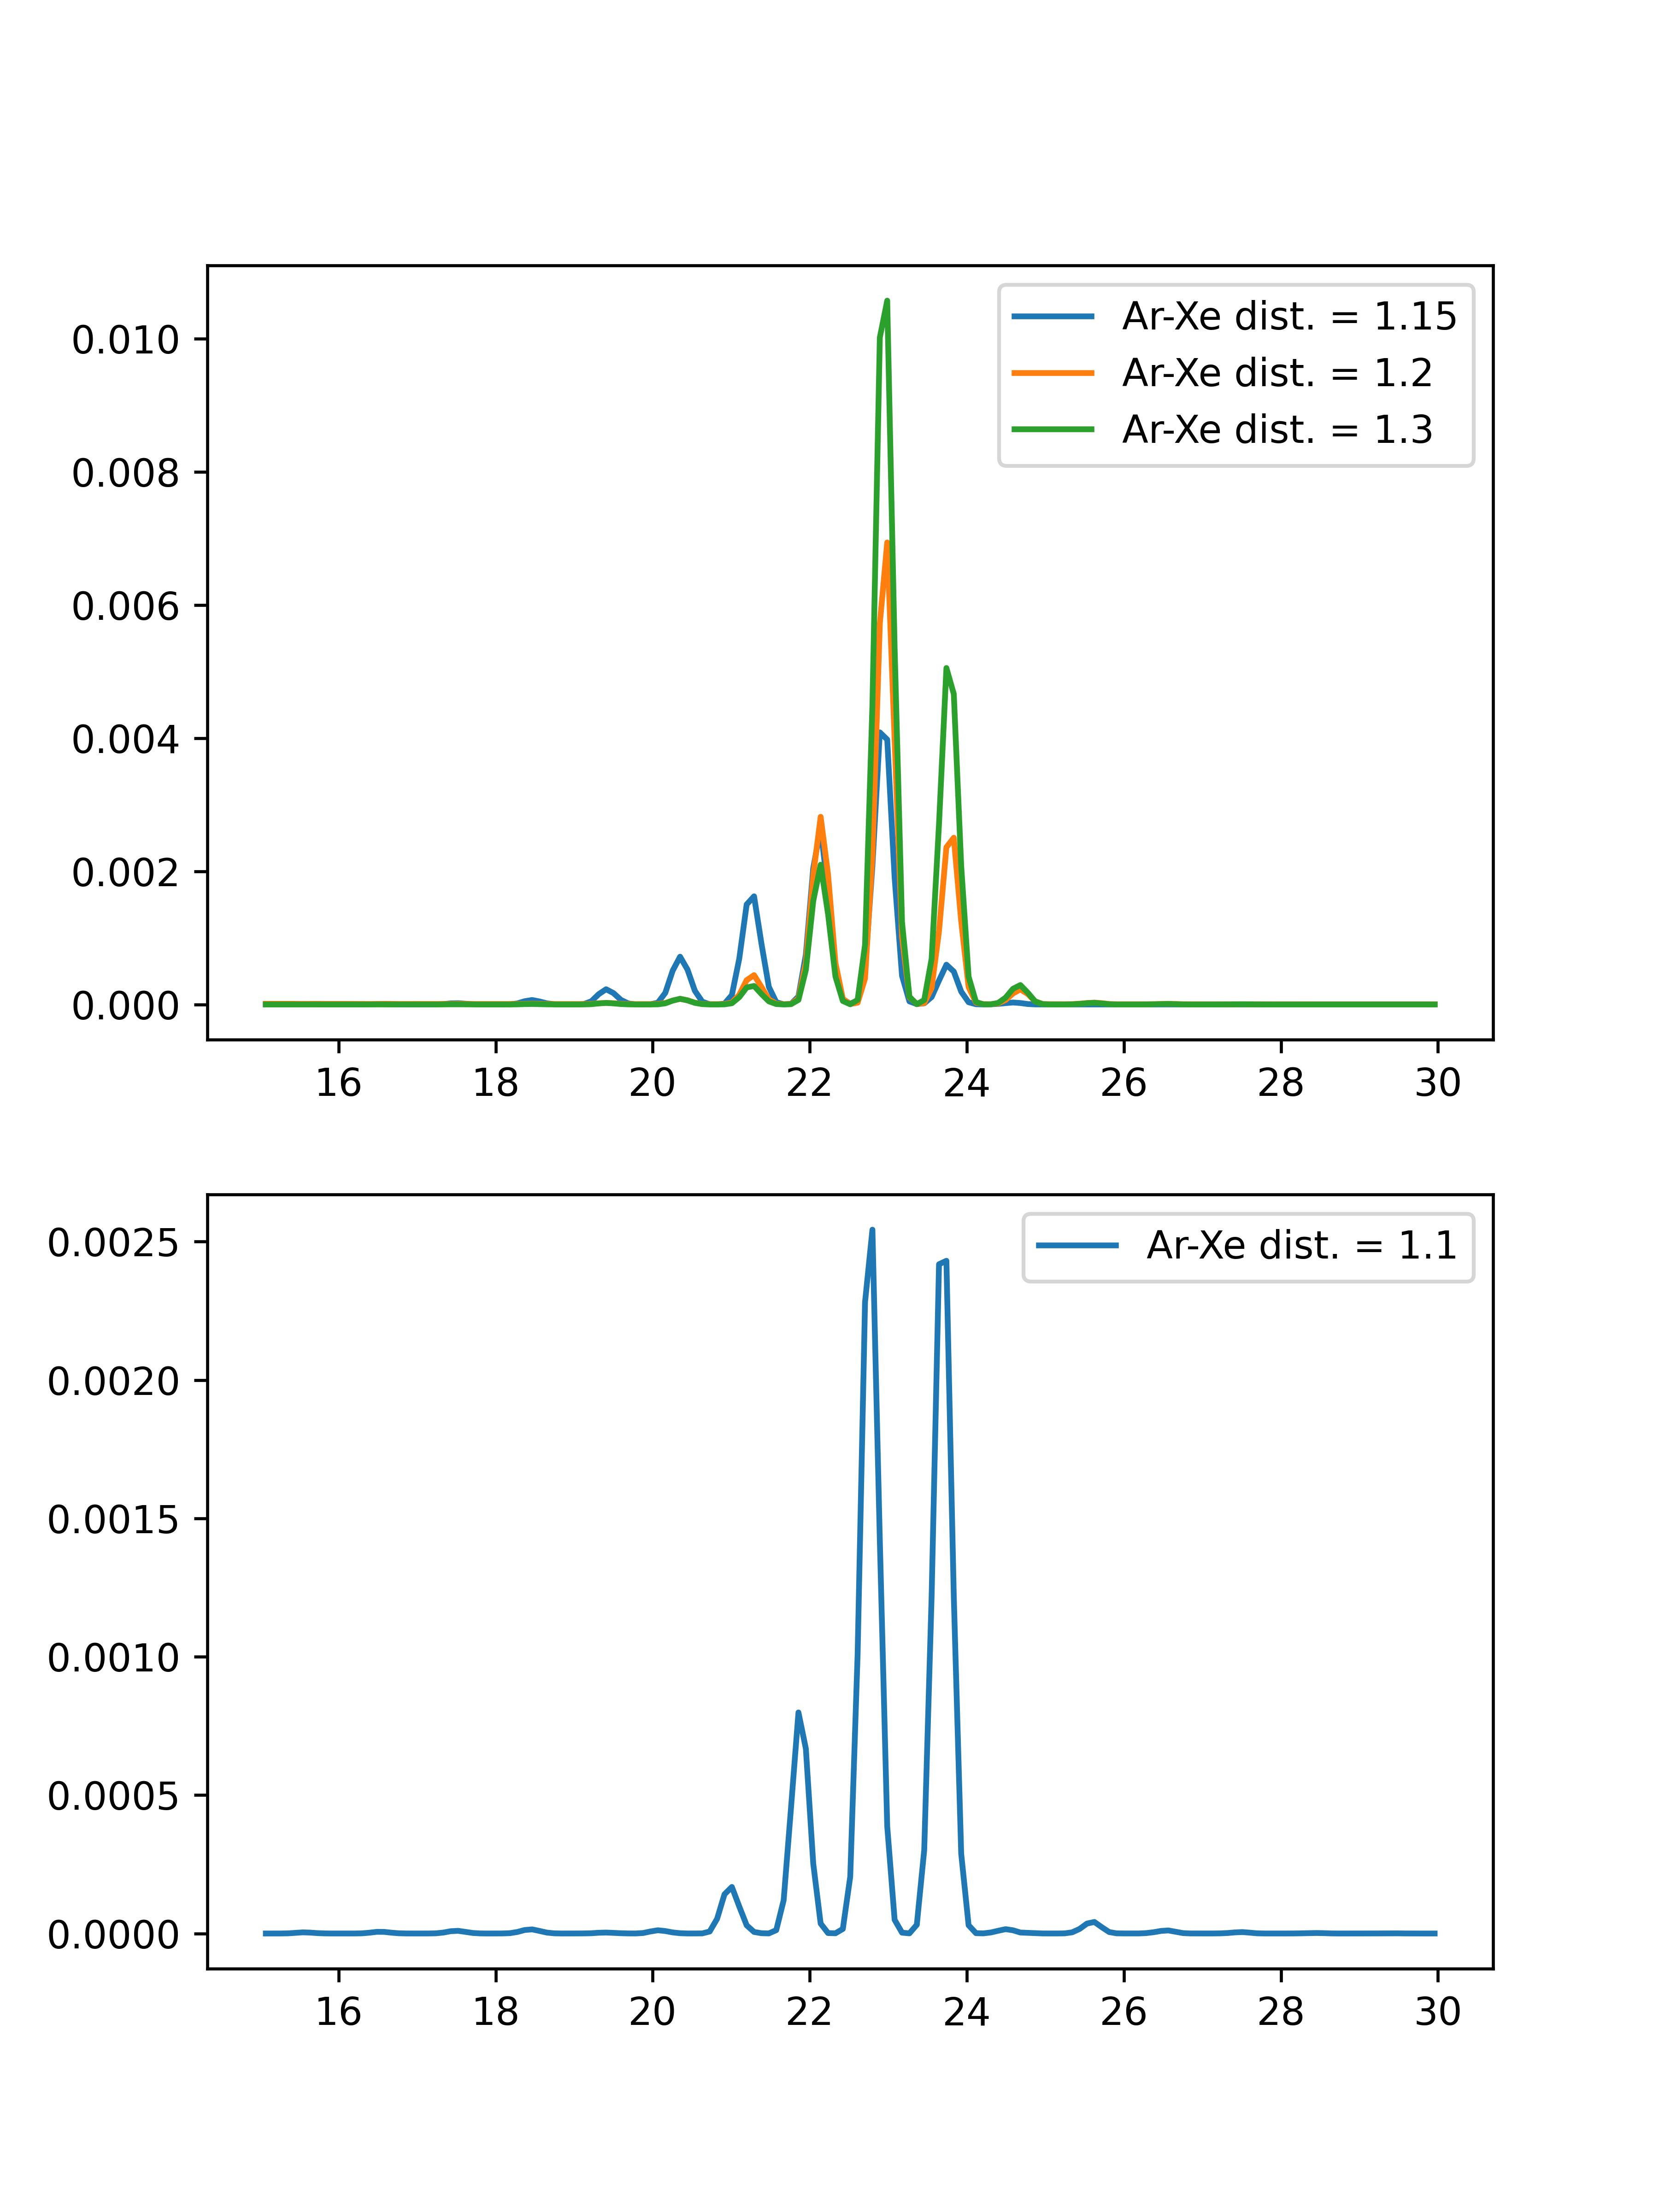 Ar-Xe dist. = 1.15
Ar-Xe dist. = 1.2
Ar-Xe dist. = 1.3
0.010
0.008
0.006
0.004
0.002
0.000
16 18 20 22 24 26 28 30
Ar-Xe dist. = 1.1
0.0025
0.0020
0.0015
0.0010
0.0005
0.0000
16 18 20 22 24 26 28 30